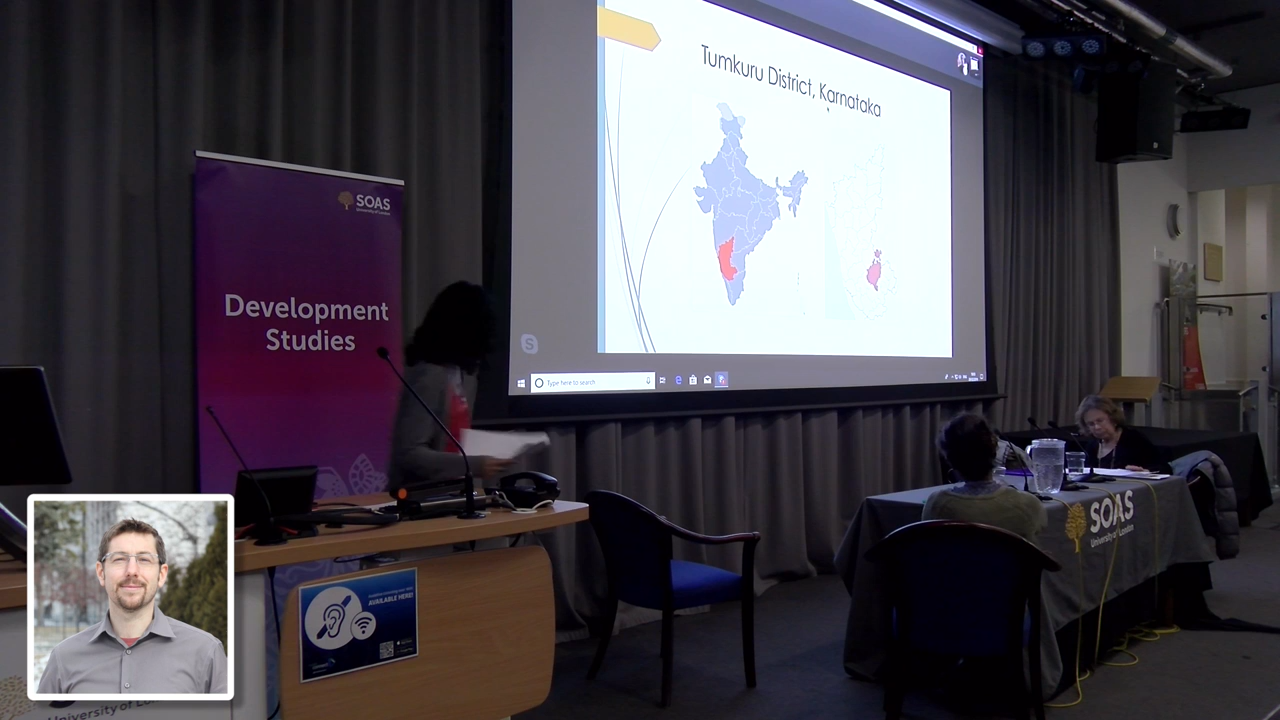 Tumkuru District, Karnataka
SOAS
University of London
Development
Studies
Type here to search
SOAS
University of London
AVAILABLE HERE!